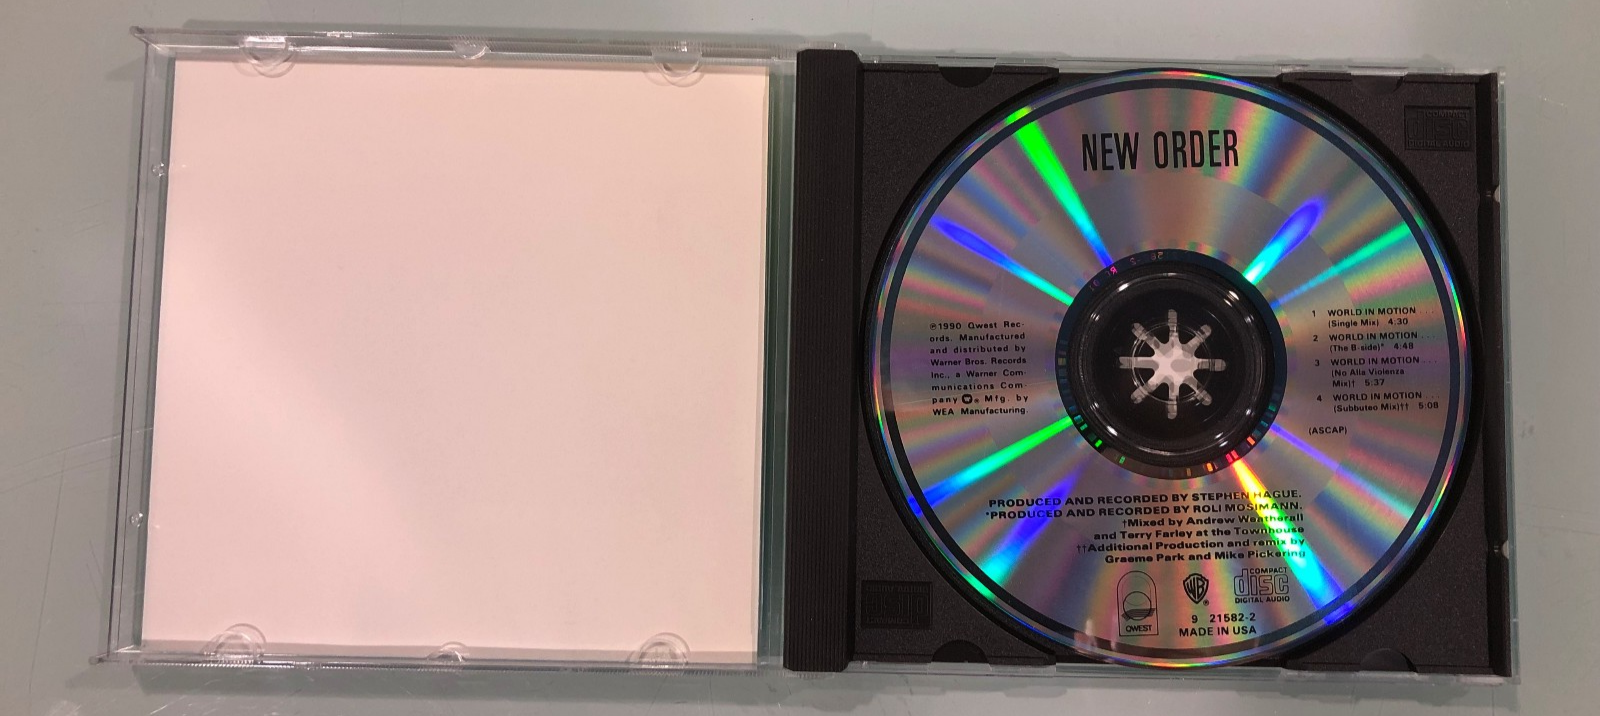 NEW ORDER
℗1990 Qwest Rec-
ords. Manufactured
and distributed by
Warner Bros. Records
Inc., a Warner Com-
munications Com-
pany ® Mfg. by
WEA Manufacturing.
1 WORLD IN MOTION . . .
(Single Mix) 4:30
2 WORLD IN MOTION . . .
(The B-side)* 4:48
3 WORLD IN MOTION . . .
(No Alla Violenza
Mix)† 5:37
4 WORLD IN MOTION . . .
(Subbuteo Mix)†† 5:08
(ASCAP)
PRODUCED AND RECORDED BY STEPHEN HAGUE.
*PRODUCED AND RECORDED BY ROLI MOSIMANN.
†Mixed by Andrew Weatherall
and Terry Farley at the Townhouse
††Additional Production and remix by
Graeme Park and Mike Pickering
QWEST
WB®
COMPACT
disc
DIGITAL AUDIO
9 21582-2
MADE IN USA
COMPACT
disc
DIGITAL AUDIO